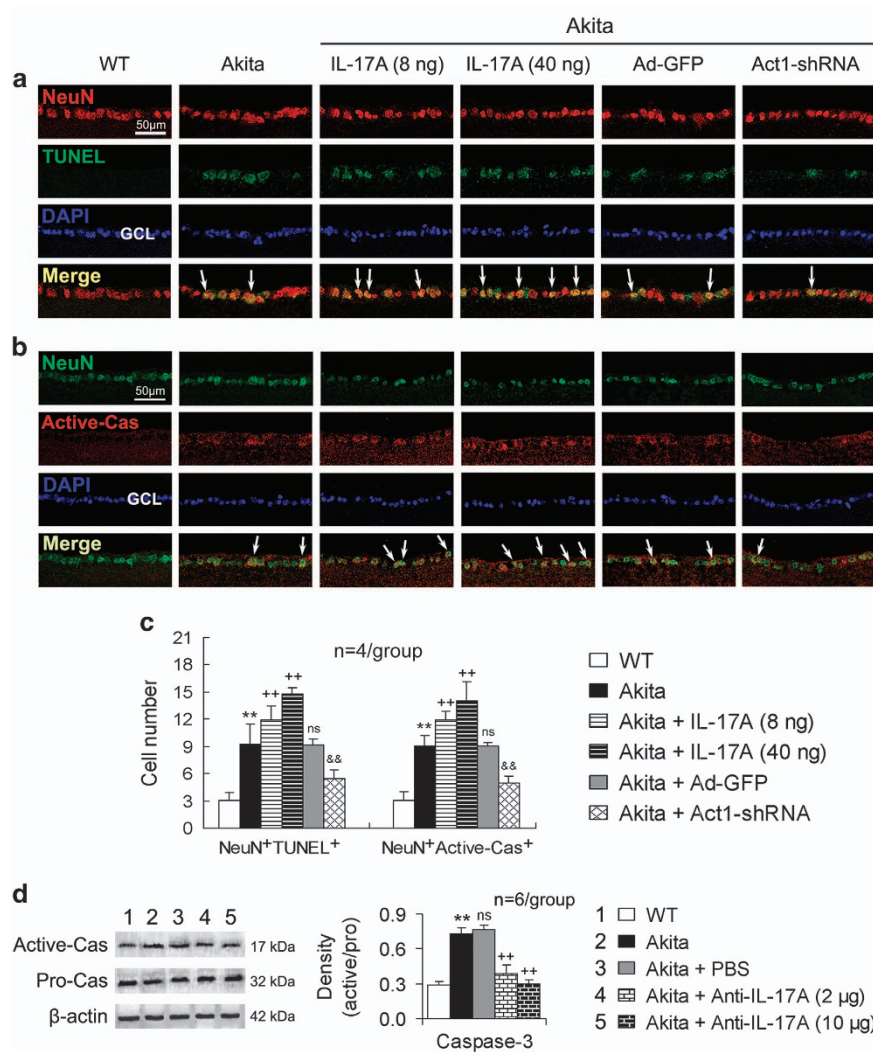 Akita
WT Akita IL-17A (8 ng) IL-17A (40 ng) Ad-GFP Act1-shRNA
a
NeuN
50µm
TUNEL
DAPI
GCL
Merge
b
NeuN
50µm
Active-Cas
DAPI
GCL
Merge
c
21
18
15
12
9
6
3
0
Cell number
n=4/group
** ++ ++ ns &&
** ++ ++ ns &&
NeuN⁺TUNEL⁺ NeuN⁺Active-Cas⁺
WT
Akita
Akita + IL-17A (8 ng)
Akita + IL-17A (40 ng)
Akita + Ad-GFP
Akita + Act1-shRNA
d
1 2 3 4 5
Active-Cas 17 kDa
Pro-Cas 32 kDa
β-actin 42 kDa
Density
(active/pro)
0.9
0.6
0.3
0
n=6/group
** ns ++ ++
Caspase-3
1 WT
2 Akita
3 Akita + PBS
4 Akita + Anti-IL-17A (2 µg)
5 Akita + Anti-IL-17A (10 µg)